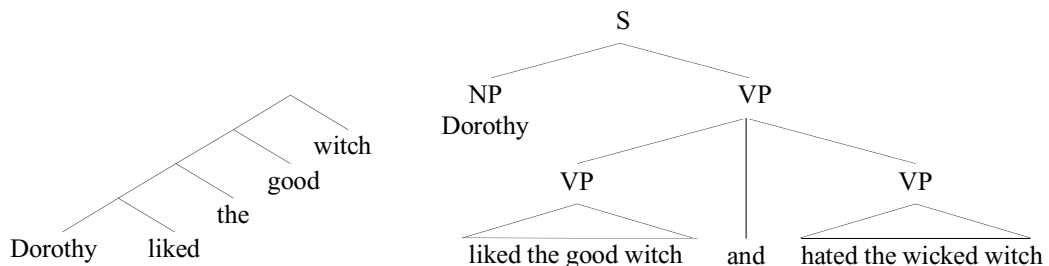 witch
good
the
Dorothy liked
S
NP VP
Dorothy
VP VP
liked the good witch and hated the wicked witch